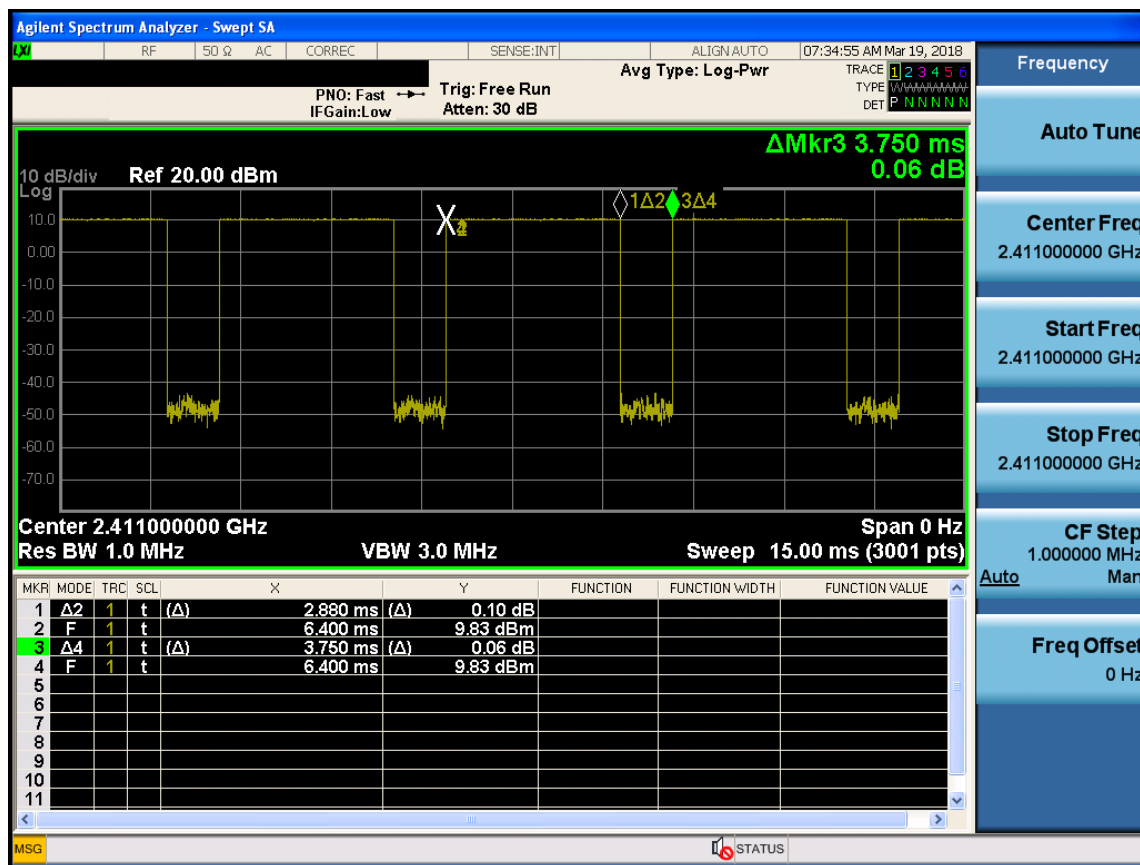 Agilent Spectrum Analyzer - Swept SA
LXI RF 50 Ω AC CORREC SENSE:INT ALIGN AUTO 07:34:55 AM Mar 19, 2018
Frequency
Avg Type: Log-Pwr TRACE 1 2 3 4 5 6
PNO: Fast Trig: Free Run TYPE
IFGain:Low Atten: 30 dB DET P N N N N N
Auto Tune
ΔMkr3 3.750 ms
10 dB/div Ref 20.00 dBm 0.06 dB
Log
1Δ2 3Δ4
10.0
0.00
-10.0
-20.0
-30.0
-40.0
-50.0
-60.0
-70.0
Center 2.411000000 GHz Span 0 Hz
Res BW 1.0 MHz VBW 3.0 MHz Sweep 15.00 ms (3001 pts)
Center Freq
2.411000000 GHz
Start Freq
2.411000000 GHz
Stop Freq
2.411000000 GHz
CF Step
1.000000 MHz
Auto Man
Freq Offset
0 Hz
MKR MODE TRC SCL X Y FUNCTION FUNCTION WIDTH FUNCTION VALUE
1 Δ2 1 t (Δ) 2.880 ms (Δ) 0.10 dB
2 F 1 t 6.400 ms 9.83 dBm
3 Δ4 1 t (Δ) 3.750 ms (Δ) 0.06 dB
4 F 1 t 6.400 ms 9.83 dBm
5
6
7
8
9
10
11
MSG STATUS